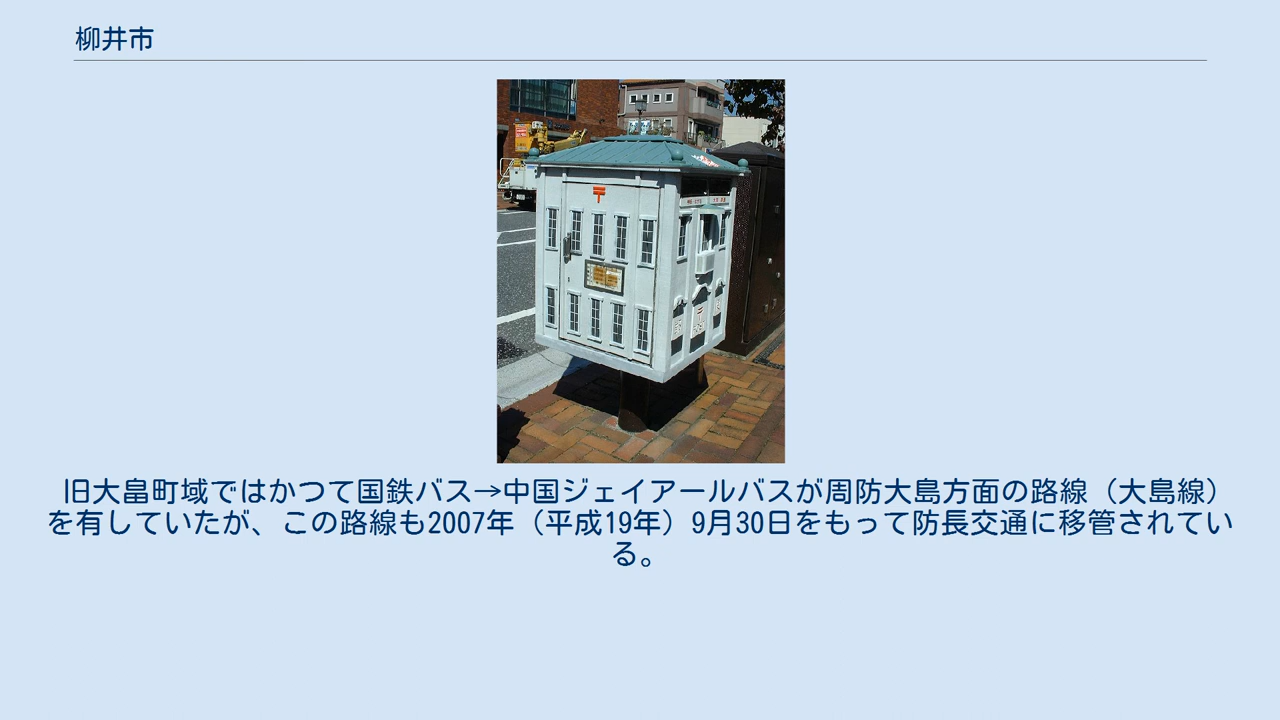 柳井市
旧大畠町域ではかつて国鉄バス→中国ジェイアールバスが周防大島方面の路線（大島線）
を有していたが、この路線も2007年（平成19年）9月30日をもって防長交通に移管されてい
る。